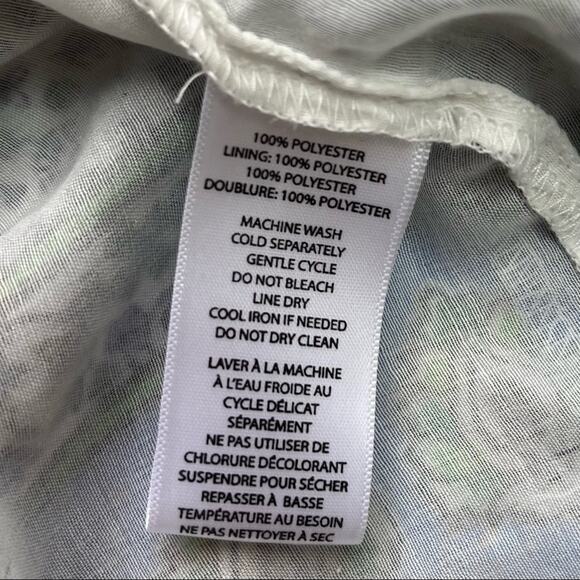 100% POLYESTER
LINING: 100% POLYESTER
100% POLYESTER
DOUBLURE: 100% POLYESTER
MACHINE WASH
COLD SEPARATELY
GENTLE CYCLE
DO NOT BLEACH
LINE DRY
COOL IRON IF NEEDED
DO NOT DRY CLEAN
LAVER À LA MACHINE
À L'EAU FROIDE AU
CYCLE DÉLICAT
SÉPARÉMENT
NE PAS UTILISER DE
CHLORURE DÉCOLORANT
SUSPENDRE POUR SÉCHER
REPASSER À BASSE
TEMPÉRATURE AU BESOIN
NE PAS NETTOYER À SEC